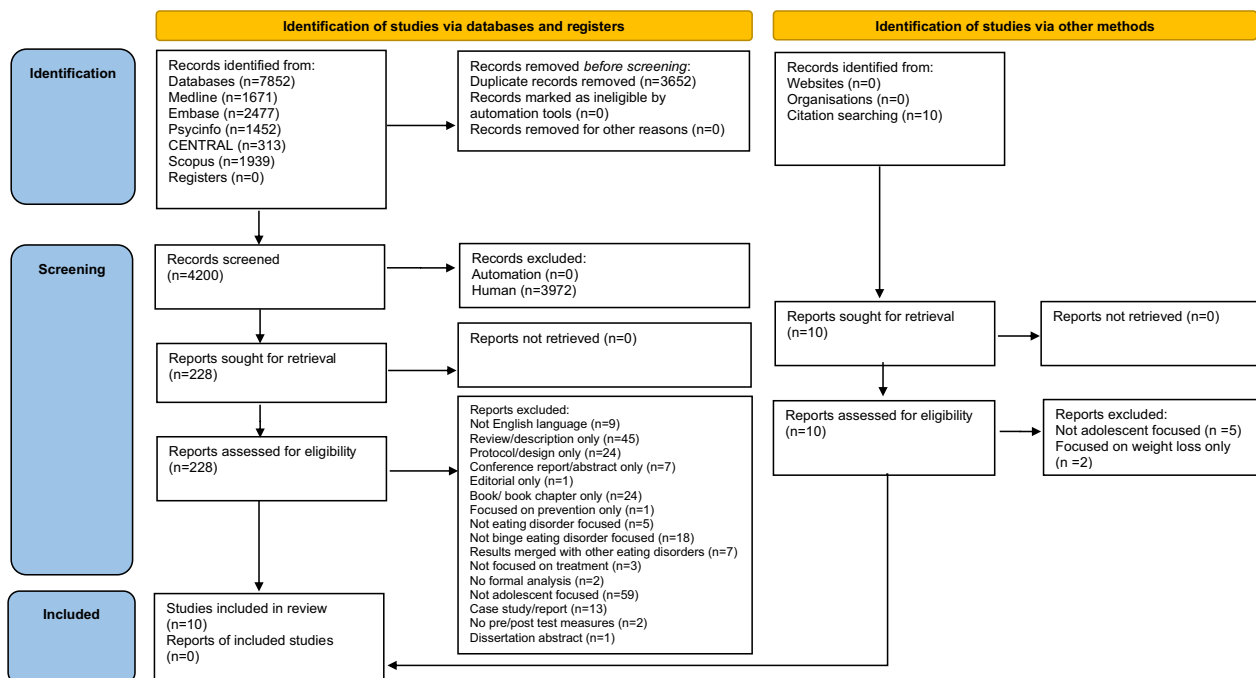 Identification of studies via databases and registers
Identification of studies via other methods
Identification
Records identified from:
Databases (n=7852)
Medline (n=1671)
Embase (n=2477)
Psycinfo (n=1452)
CENTRAL (n=313)
Scopus (n=1939)
Registers (n=0)
Records removed before screening:
Duplicate records removed (n=3652)
Records marked as ineligible by
automation tools (n=0)
Records removed for other reasons (n=0)
Records identified from:
Websites (n=0)
Organisations (n=0)
Citation searching (n=10)
Screening
Records screened
(n=4200)
Records excluded:
Automation (n=0)
Human (n=3972)
Reports sought for retrieval
(n=228)
Reports not retrieved (n=0)
Reports sought for retrieval
(n=10)
Reports not retrieved (n=0)
Reports assessed for eligibility
(n=228)
Reports excluded:
Not English language (n=9)
Review/description only (n=45)
Protocol/design only (n=24)
Conference report/abstract only (n=7)
Editorial only (n=1)
Book/ book chapter only (n=24)
Focused on prevention only (n=1)
Not eating disorder focused (n=5)
Not binge eating disorder focused (n=18)
Results merged with other eating disorders (n=7)
Not focused on treatment (n=3)
No formal analysis (n=2)
Not adolescent focused (n=59)
Case study/report (n=13)
No pre/post test measures (n=2)
Dissertation abstract (n=1)
Reports assessed for eligibility
(n=10)
Reports excluded:
Not adolescent focused (n =5)
Focused on weight loss only
(n =2)
Included
Studies included in review
(n=10)
Reports of included studies
(n=0)